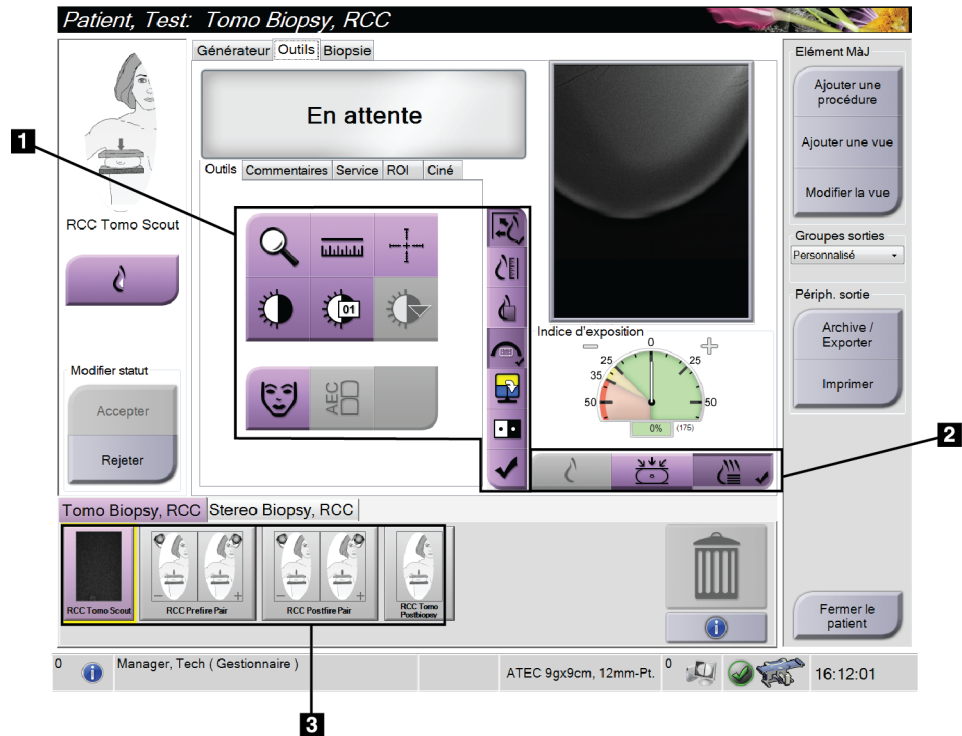 Patient, Test: Tomo Biopsy, RCC
Générateur Outils Biopsie
En attente
Outils Commentaires Service ROI Ciné
RCC Tomo Scout
Modifier statut
Accepter
Rejeter
1
01
AEC
Indice d'exposition
0
25 25
35
50 50
0% (175)
2
Elément MàJ
Ajouter une
procédure
Ajouter une vue
Modifier la vue
Groupes sorties
Personnalisé
Périph. sortie
Archive /
Exporter
Imprimer
Tomo Biopsy, RCC Stereo Biopsy, RCC
RCC Tomo Scout
- +
RCC Prefire Pair
- +
RCC Postfire Pair
RCC Tomo
Postbiopsy
Fermer le
patient
0 Manager, Tech ( Gestionnaire ) ATEC 9gx9cm, 12mm-Pt. 0 16:12:01
3